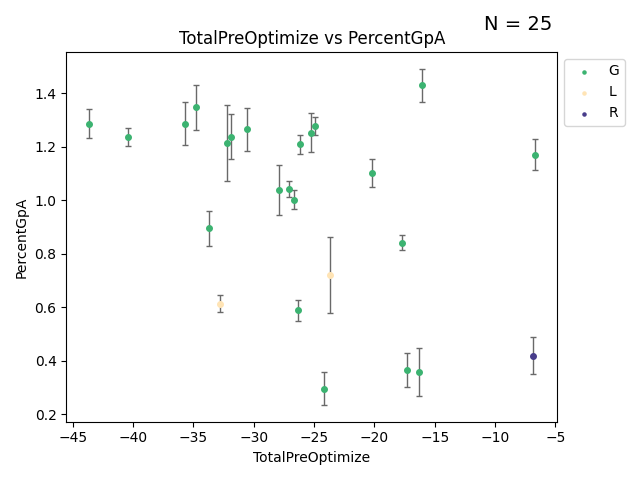 N = 25
TotalPreOptimize vs PercentGpA
G
L
R
PercentGpA
1.4
1.2
1.0
0.8
0.6
0.4
0.2
−45
−40
−35
−30
−25
−20
−15
−10
−5
TotalPreOptimize